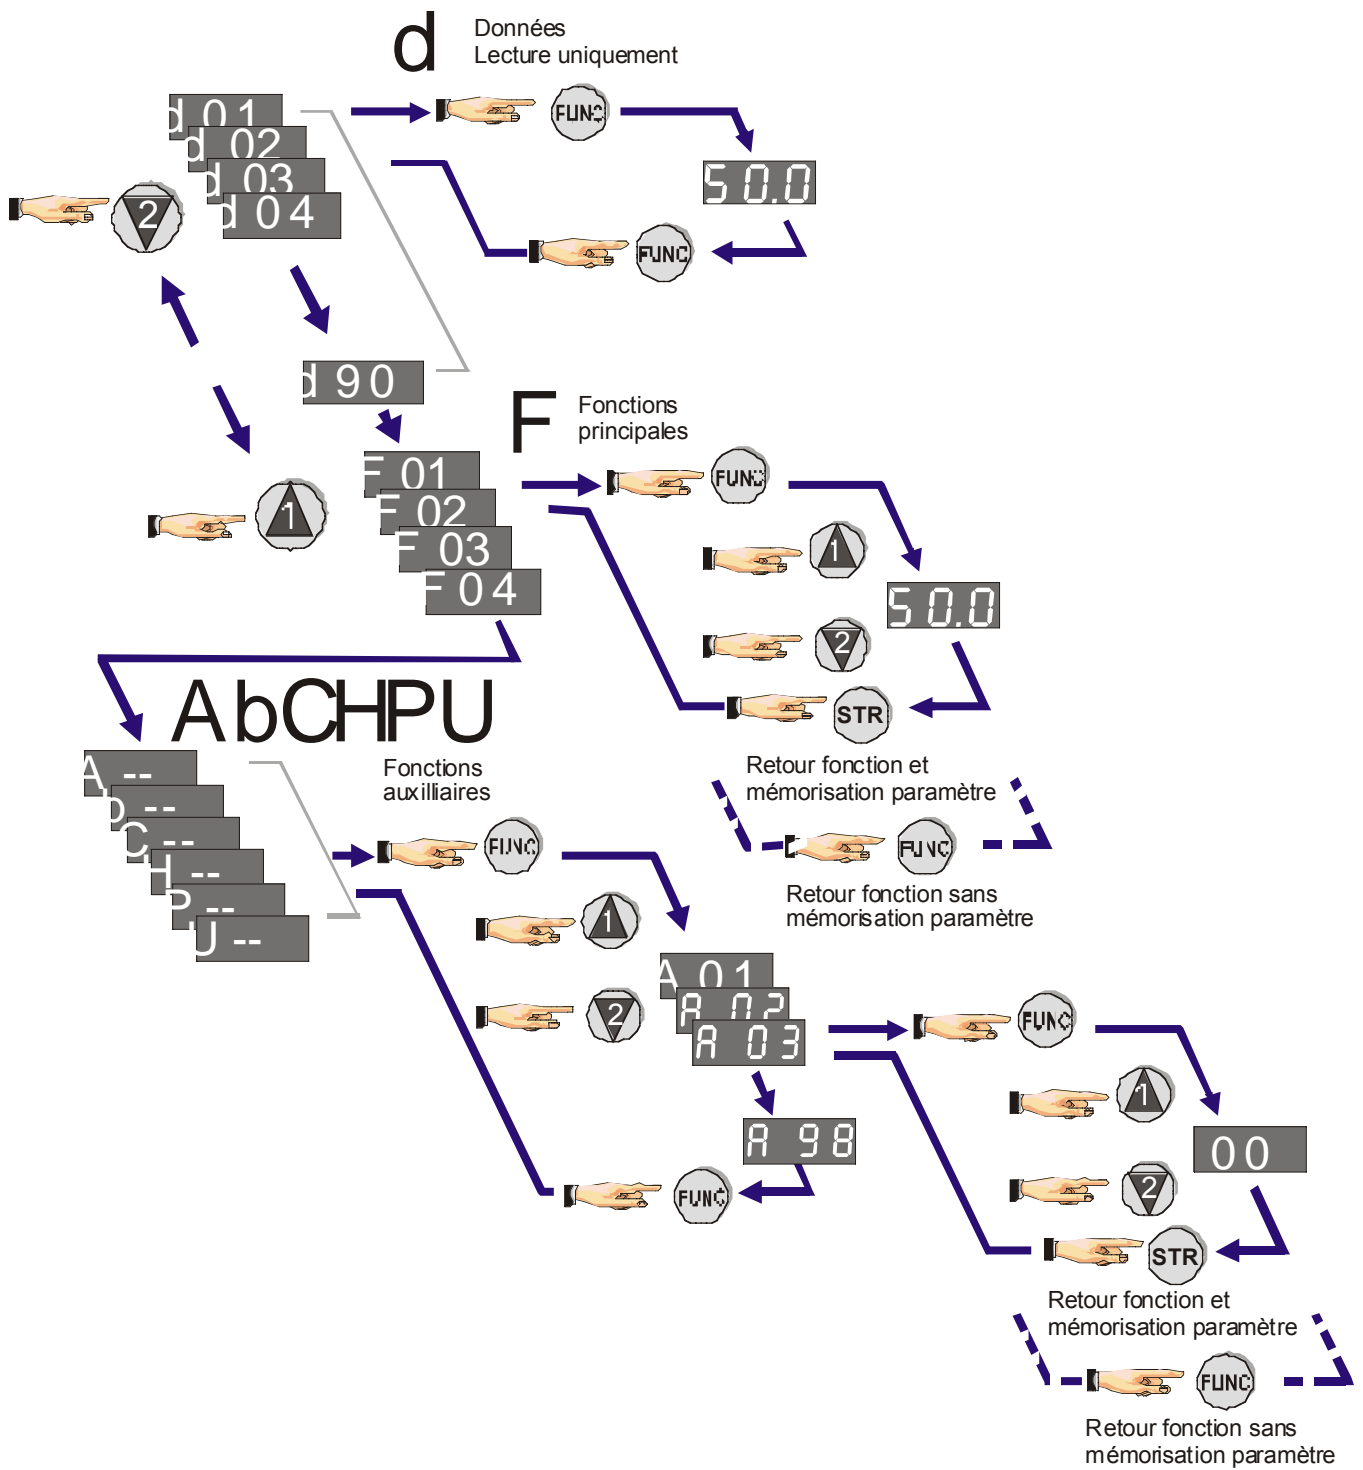 d
Données
Lecture uniquement
d 01
FUNC
d 02
d 03
50.0
2
d 04
FUNC
d 90
F
Fonctions
principales
F 01
FUNC
F 02
1
1
F 03
F 04
50.0
2
AbCHPU
STR
Fonctions
auxilliaires
Retour fonction et
mémorisation paramètre
A --
b --
C --
FUNC
FUNC
H --
P --
Retour fonction sans
mémorisation paramètre
U --
1
A 01
A 02
2
A 03
FUNC
1
A 98
00
FUNC
2
STR
Retour fonction et
mémorisation paramètre
FUNC
Retour fonction sans
mémorisation paramètre